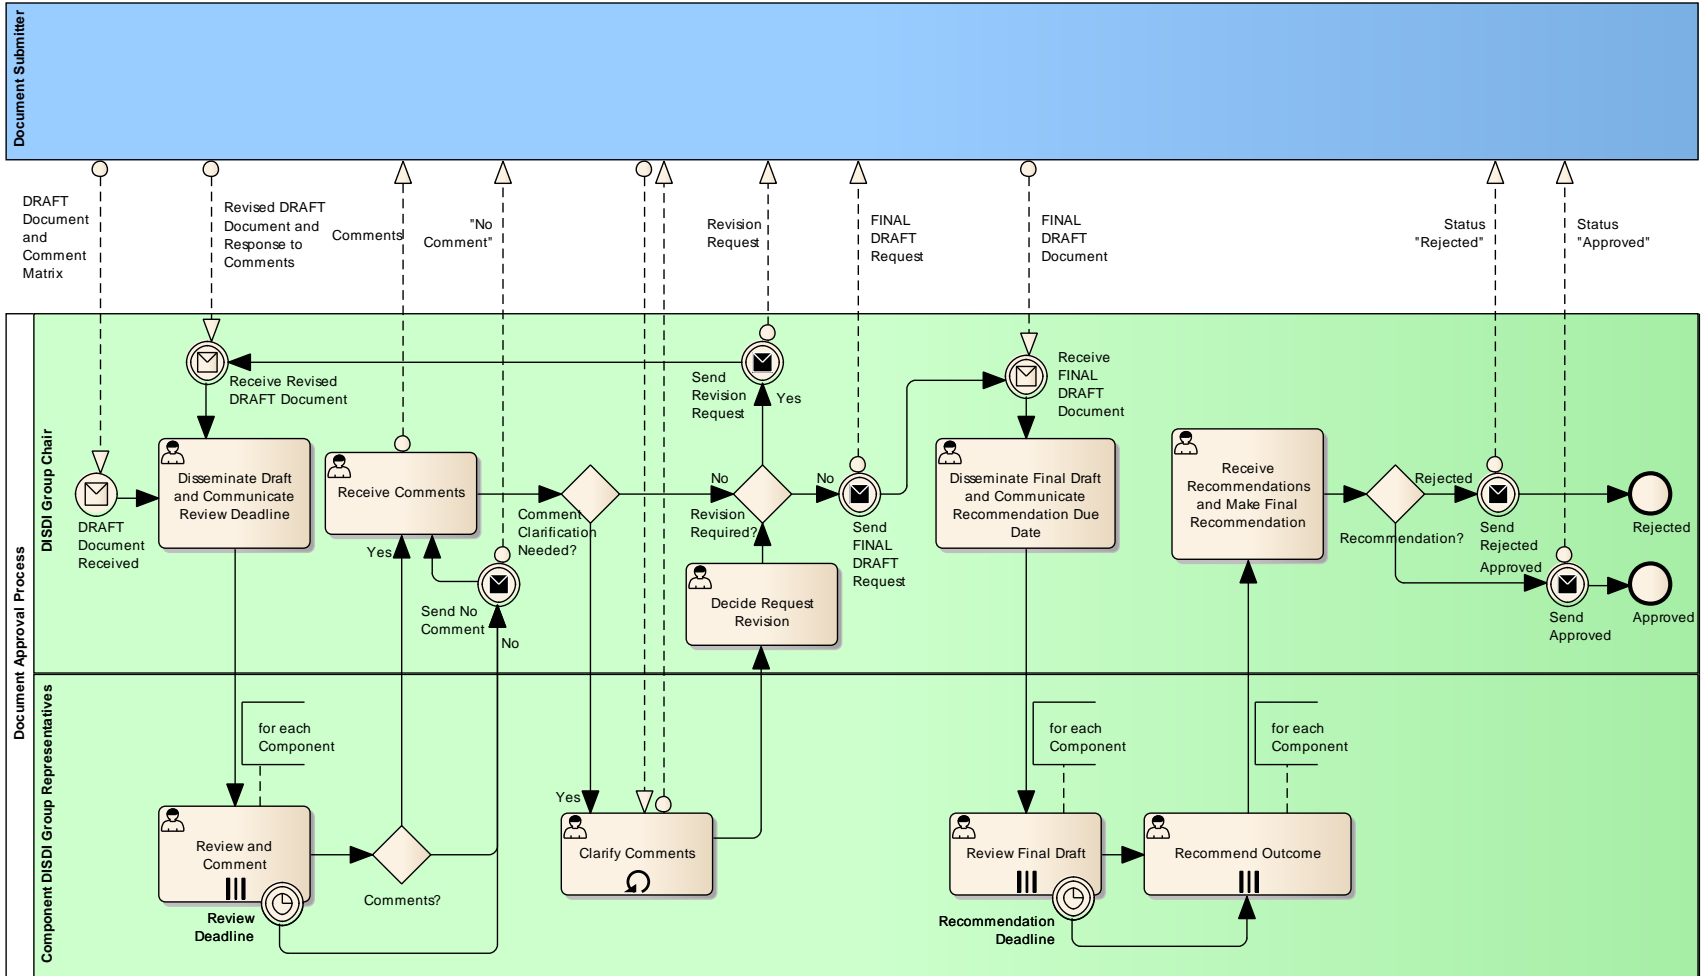 Document Submitter
DRAFT
Document
and
Comment
Matrix
Revised DRAFT
Document and
Response to
Comments
Comments
"No
Comment"
Revision
Request
FINAL
DRAFT
Request
FINAL
DRAFT
Document
Status
"Rejected"
Status
"Approved"
Document Approval Process
DISDI Group Chair
DRAFT
Document
Received
Receive Revised
DRAFT Document
Disseminate Draft
and Communicate
Review Deadline
Receive Comments
Yes
Send No
Comment
No
Comment
Clarification
Needed?
No
Revision
Required?
Send
Revision
Request
Yes
No
Send
FINAL
DRAFT
Request
Decide Request
Revision
Receive
FINAL
DRAFT
Document
Disseminate Final Draft
and Communicate
Recommendation Due
Date
Receive
Recommendations
and Make Final
Recommendation
Recommendation?
Rejected
Send
Rejected
Rejected
Approved
Send
Approved
Approved
Component DISDI Group Representatives
for each
Component
Review and
Comment
Review
Deadline
Comments?
Yes
Clarify Comments
for each
Component
Review Final Draft
Recommendation
Deadline
for each
Component
Recommend Outcome